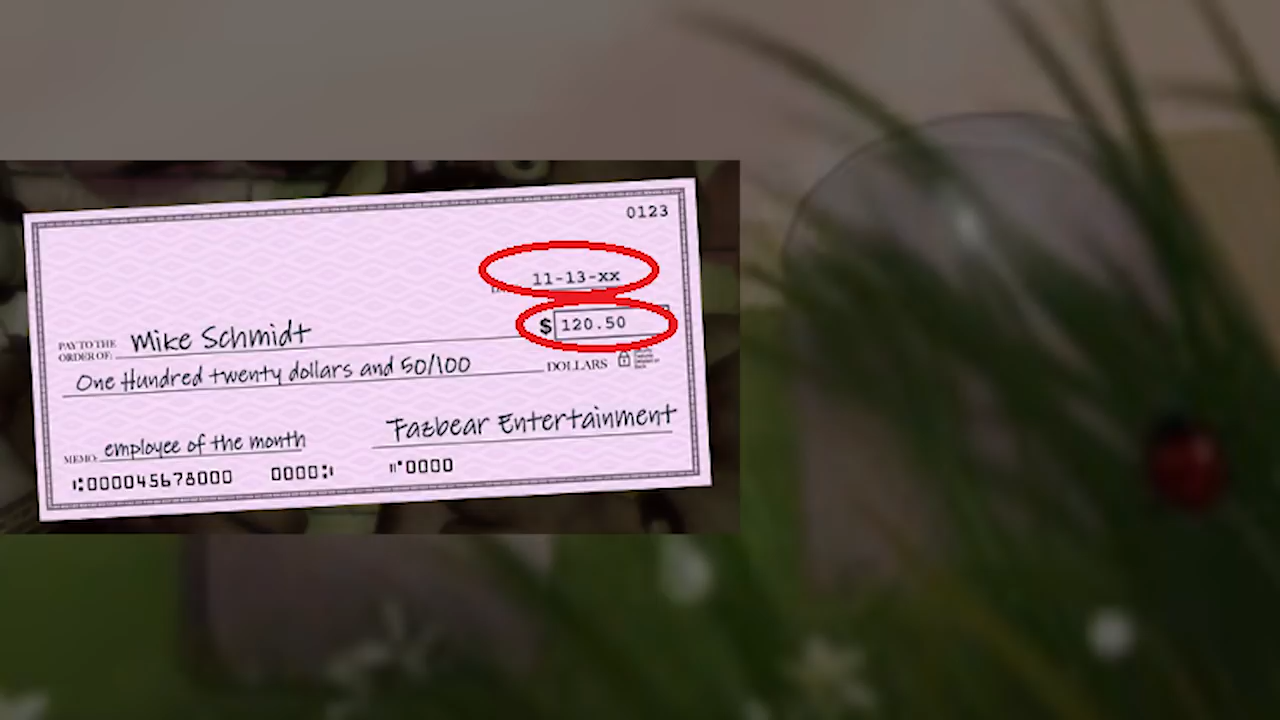 0123
11-13-xx
PAY TO THE
ORDER OF: Mike Schmidt $ 120.50
One Hundred twenty dollars and 50/100 DOLLARS
Fazbear Entertainment
MEMO: employee of the month
⑆000045678000 0000⑆ ⑈0000